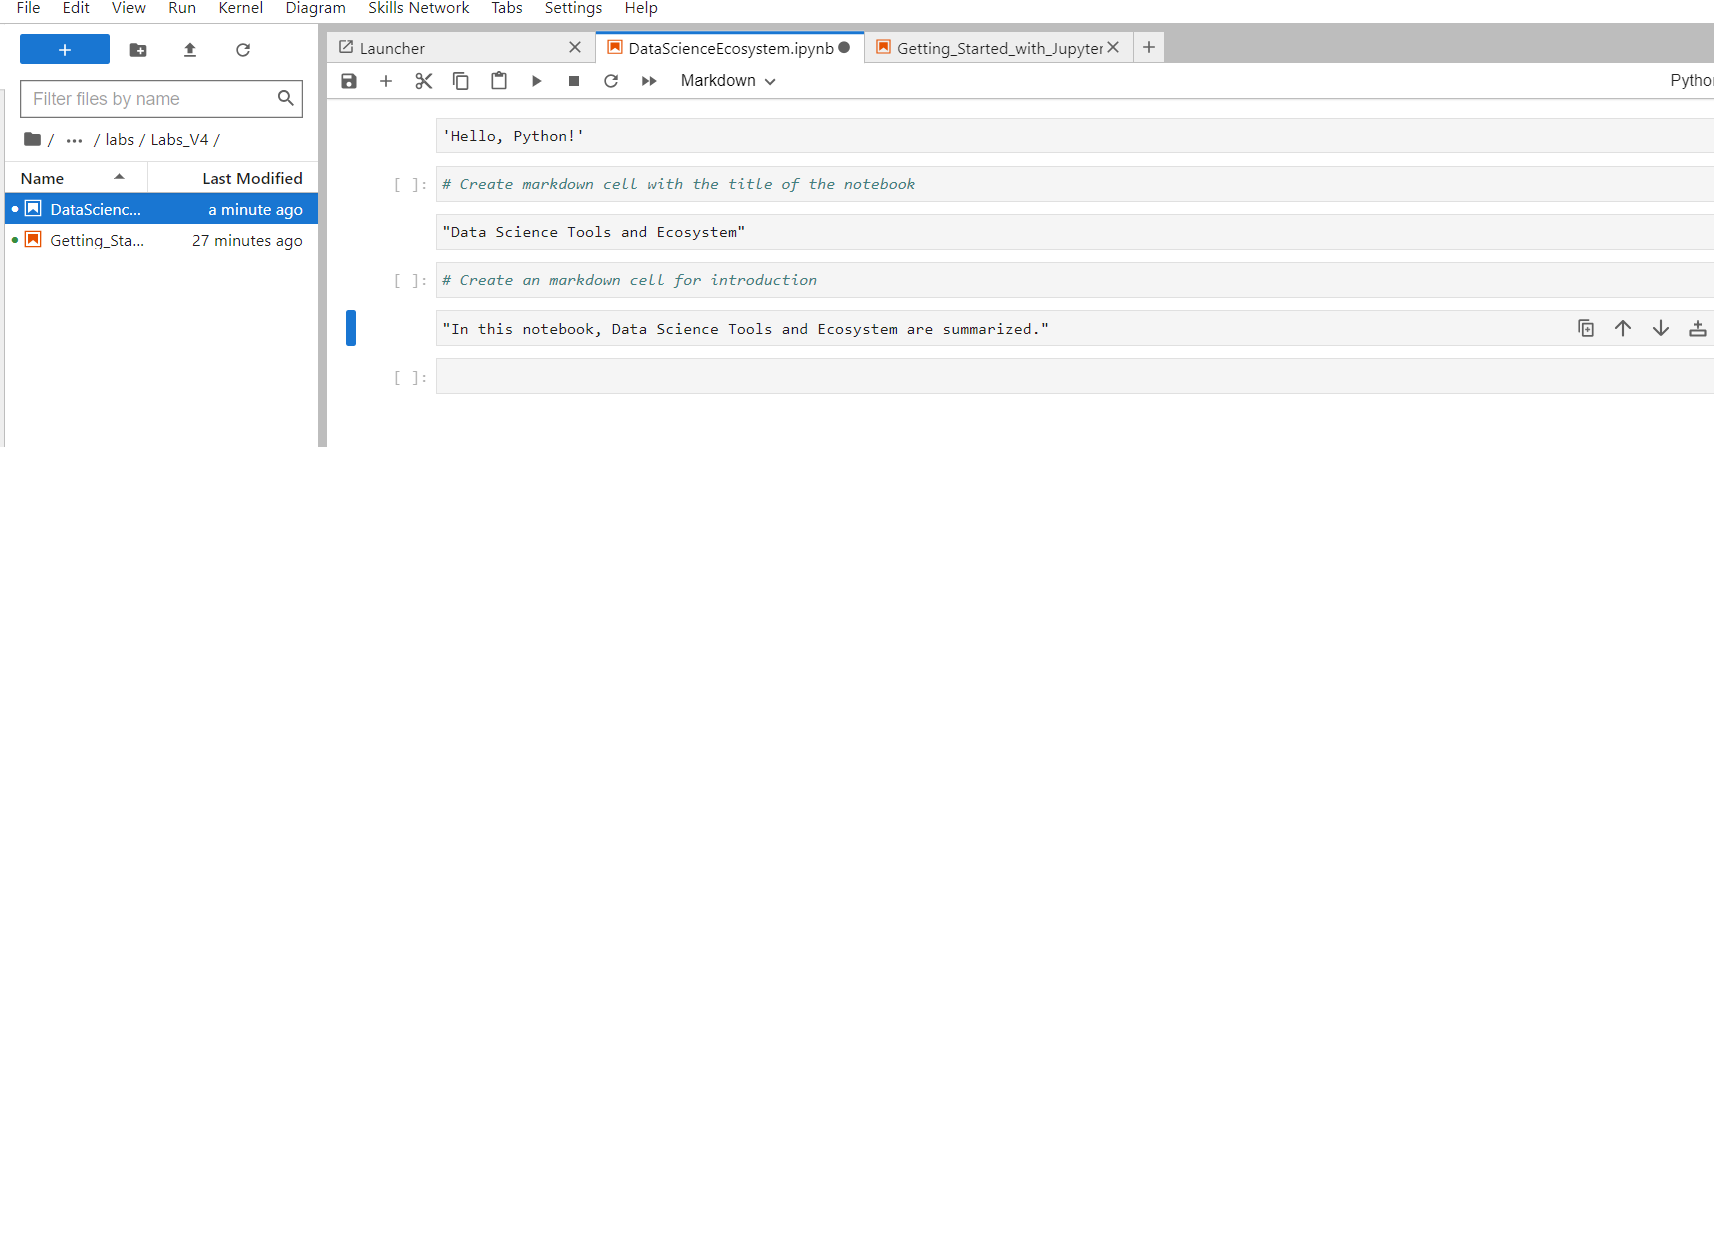 File Edit View Run Kernel Diagram Skills Network Tabs Settings Help
Launcher DataScienceEcosystem.ipynb Getting_Started_with_Jupyter
Markdown
Filter files by name
/ ... / labs / Labs_V4 /
Name Last Modified
DataScienc... a minute ago
Getting_Sta... 27 minutes ago
'Hello, Python!'
[ ]: # Create markdown cell with the title of the notebook
"Data Science Tools and Ecosystem"
[ ]: # Create an markdown cell for introduction
"In this notebook, Data Science Tools and Ecosystem are summarized."
[ ]: